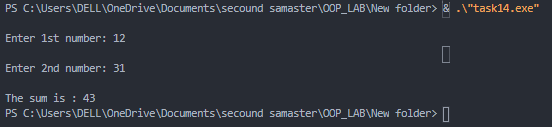 PS C:\Users\DELL\OneDrive\Documents\secound samaster\OOP_LAB\New folder> & .\"task14.exe"
Enter 1st number: 12
Enter 2nd number: 31
The sum is : 43
PS C:\Users\DELL\OneDrive\Documents\secound samaster\OOP_LAB\New folder>